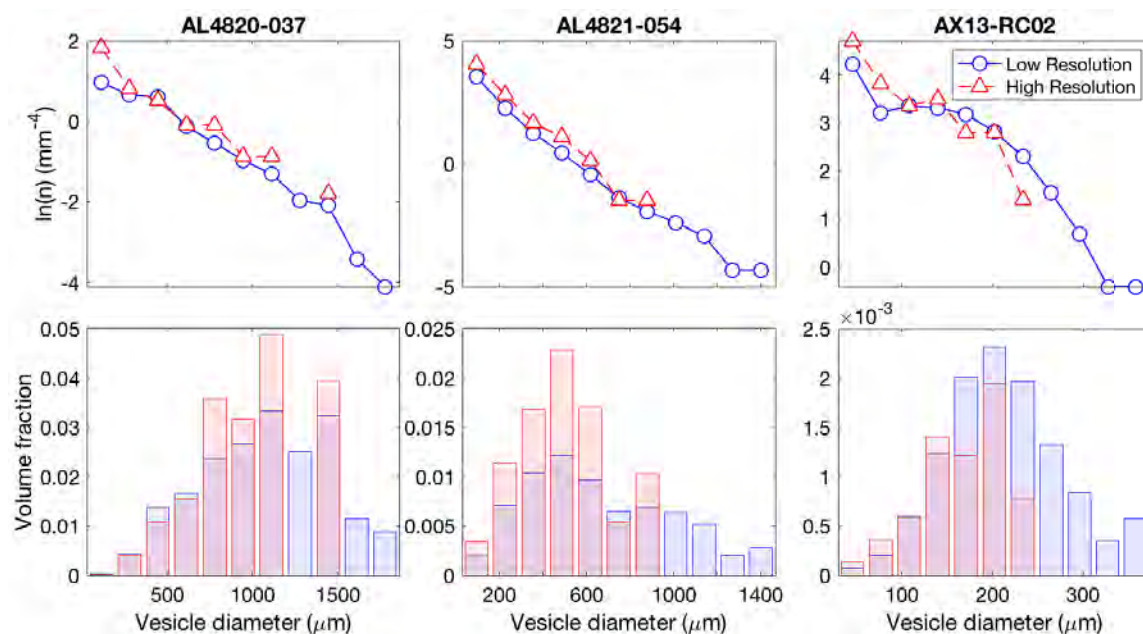 AL4820-037
AL4821-054
AX13-RC02
2
0
-2
-4
ln(n) (mm⁻⁴)
5
0
-5
4
3
2
1
0
Low Resolution
High Resolution
0.05
0.04
0.03
0.02
0.01
0
Volume fraction
500 1000 1500
Vesicle diameter (μm)
0.025
0.02
0.015
0.01
0.005
0
200 400 600 800 1000 1400
Vesicle diameter (μm)
×10⁻³
2.5
2
1.5
1
0.5
0
100 200 300
Vesicle diameter (μm)